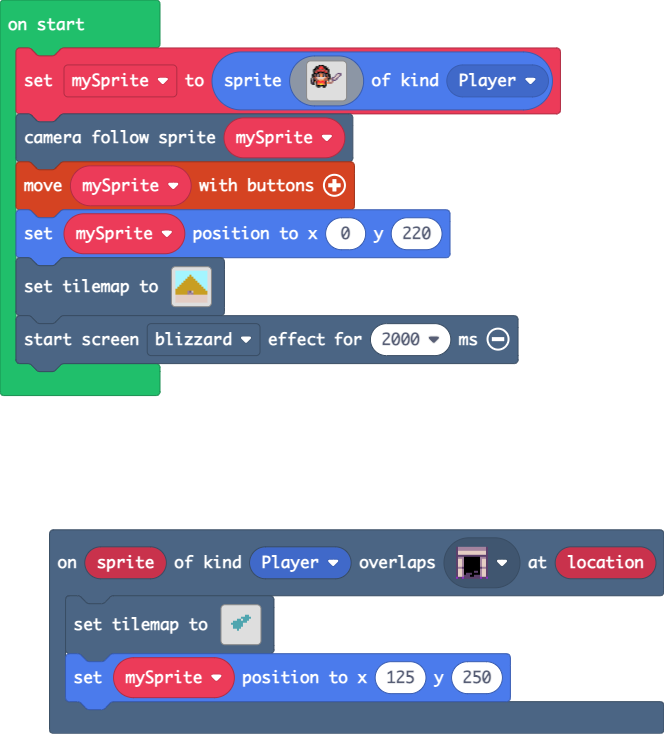 on start
set mySprite to sprite of kind Player
camera follow sprite mySprite
move mySprite with buttons
set mySprite position to x 0 y 220
set tilemap to
start screen blizzard effect for 2000 ms
on sprite of kind Player overlaps at location
set tilemap to
set mySprite position to x 125 y 250